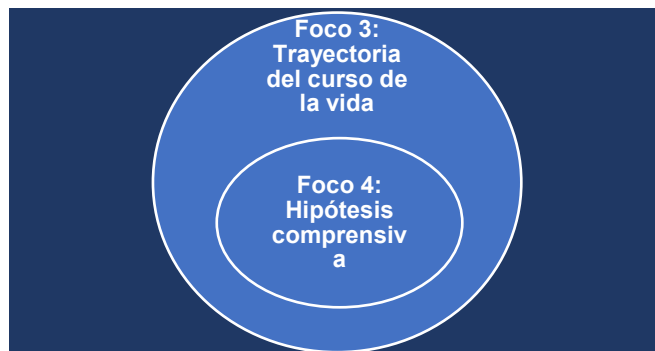 Foco 3:
Trayectoria
del curso de
la vida
Foco 4:
Hipótesis
comprensiv
a